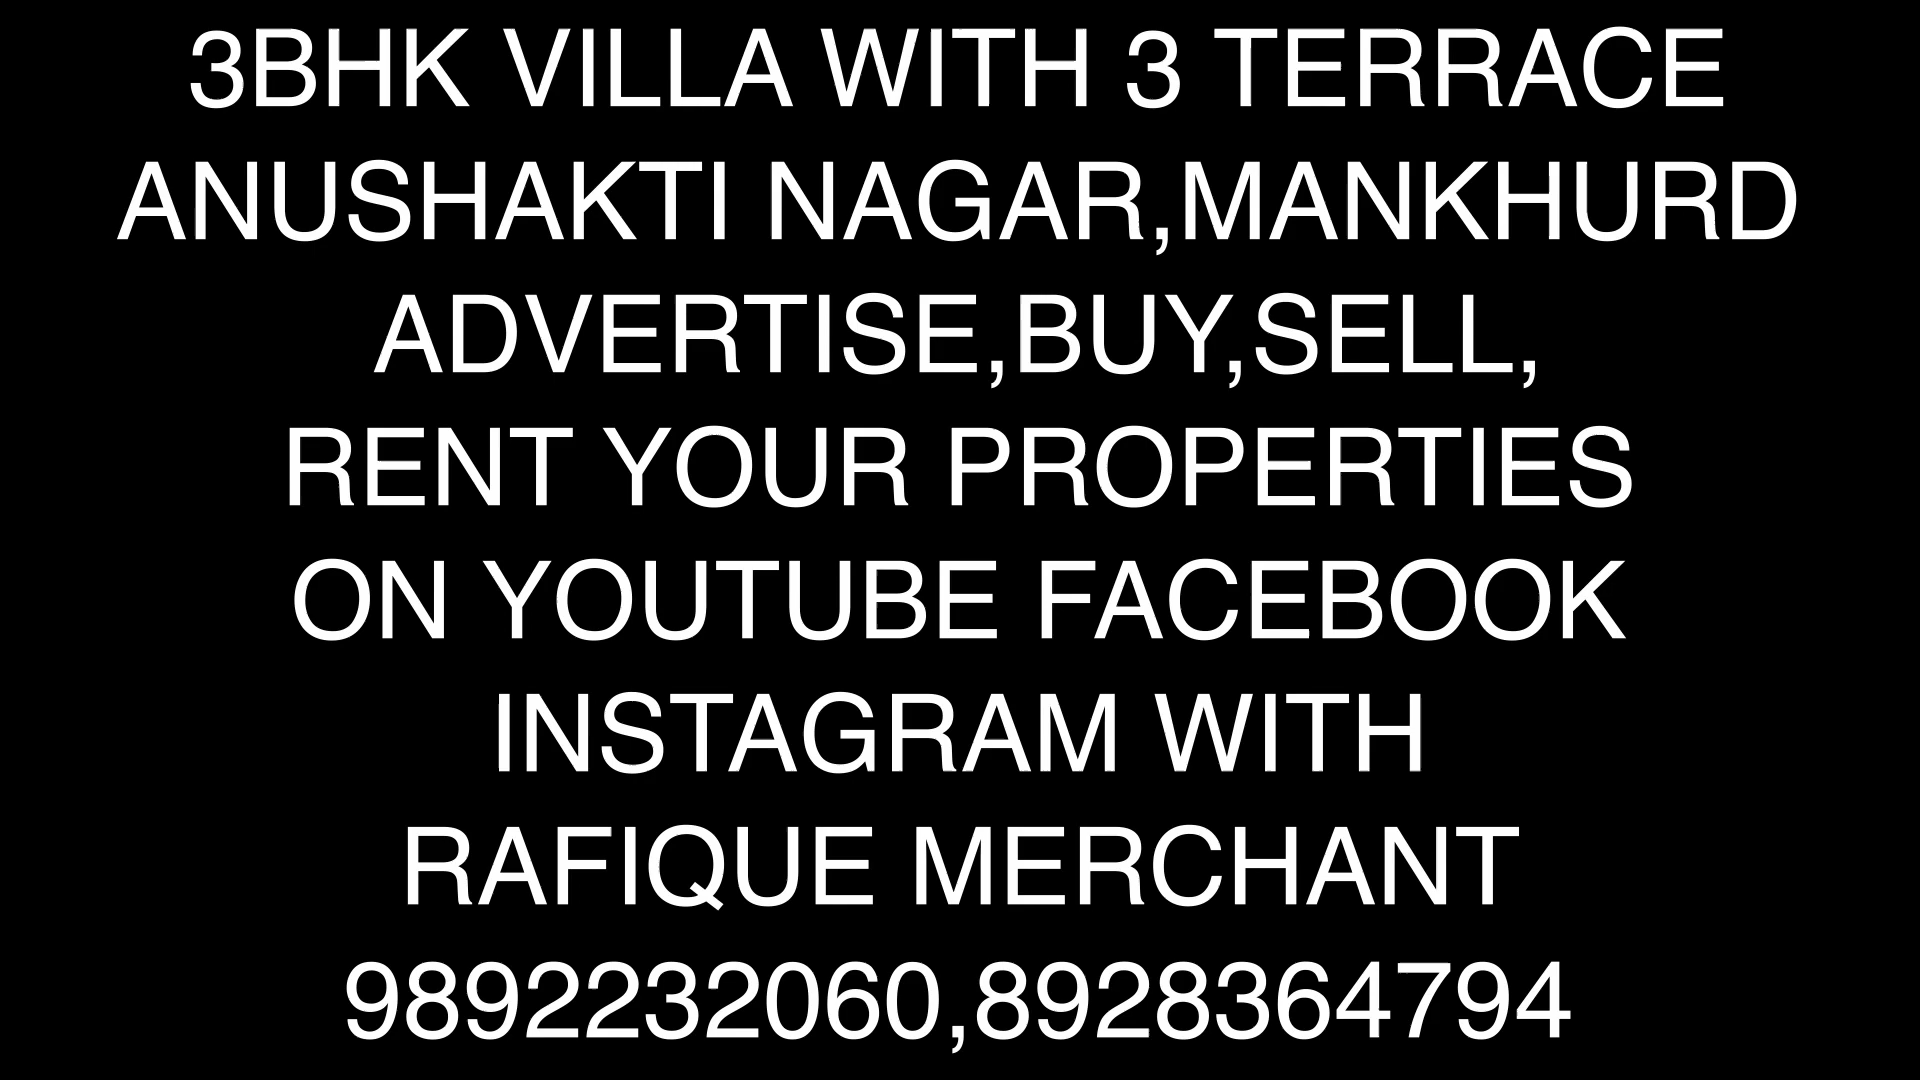 3BHK VILLA WITH 3 TERRACE
ANUSHAKTI NAGAR,MANKHURD
ADVERTISE,BUY,SELL,
RENT YOUR PROPERTIES
ON YOUTUBE FACEBOOK
INSTAGRAM WITH
RAFIQUE MERCHANT
9892232060,8928364794